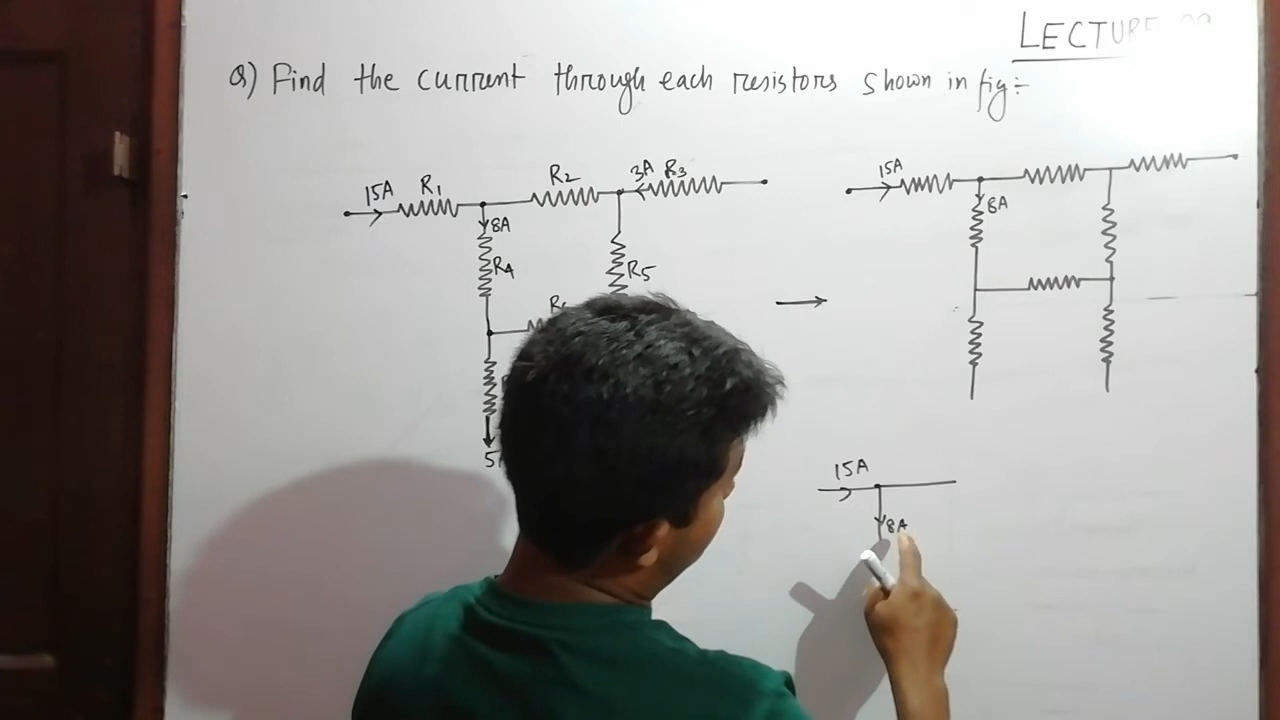 LECTURE
Q) Find the current through each resistors shown in fig:-
15A R1 R2 3A R3
8A
R4 R5
15A
8A
15A
8A